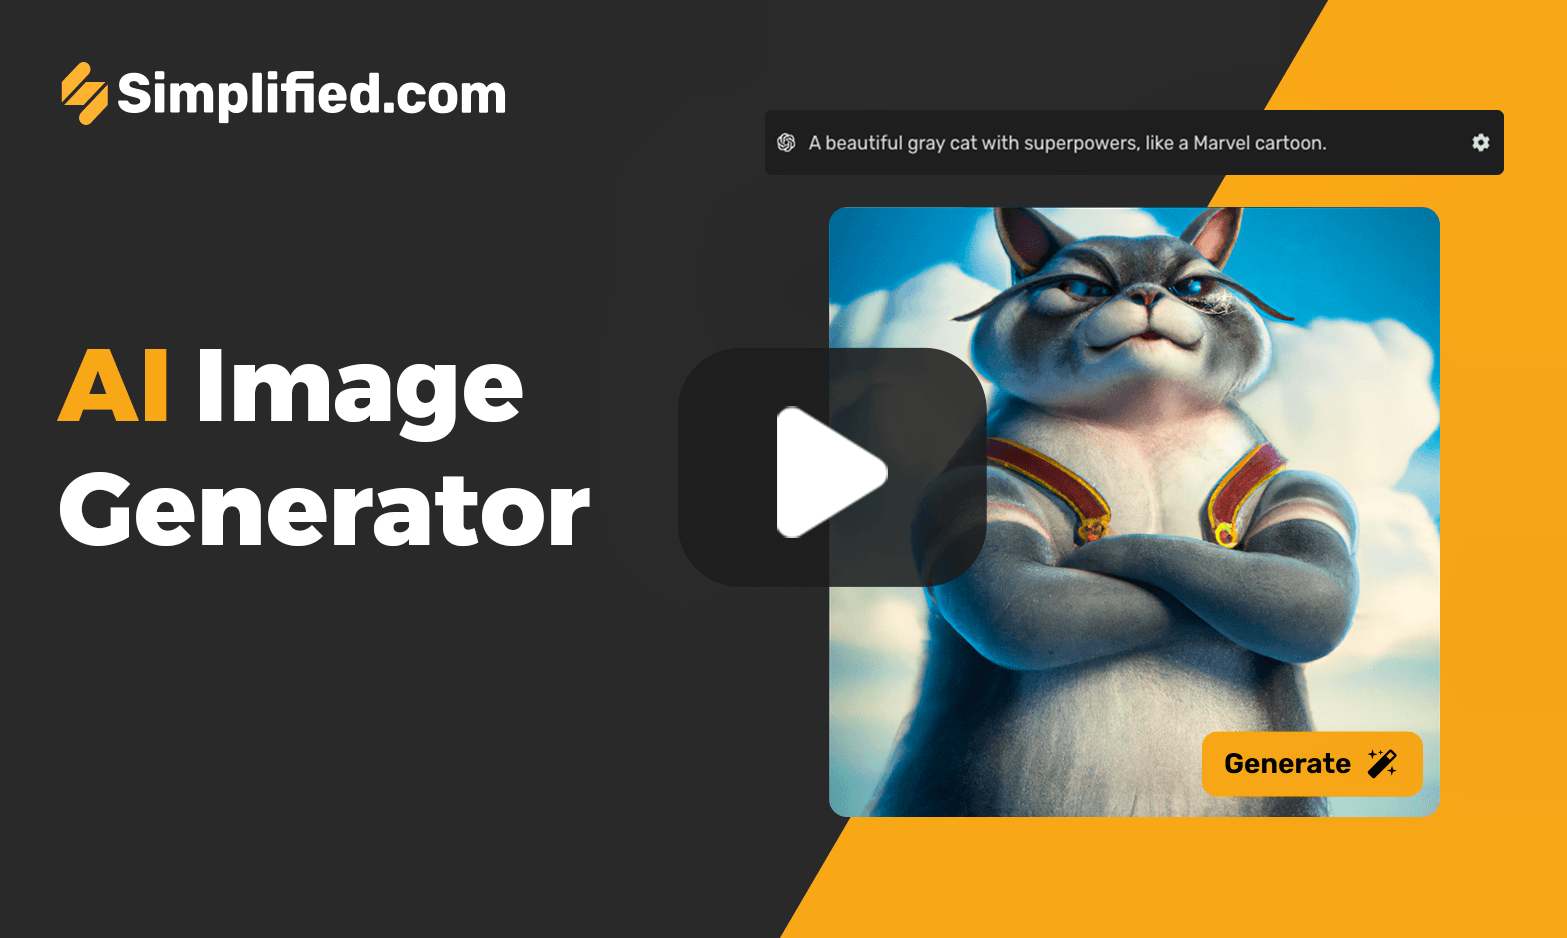 Simplified.com
A beautiful gray cat with superpowers, like a Marvel cartoon.
AI Image
Generator
Generate